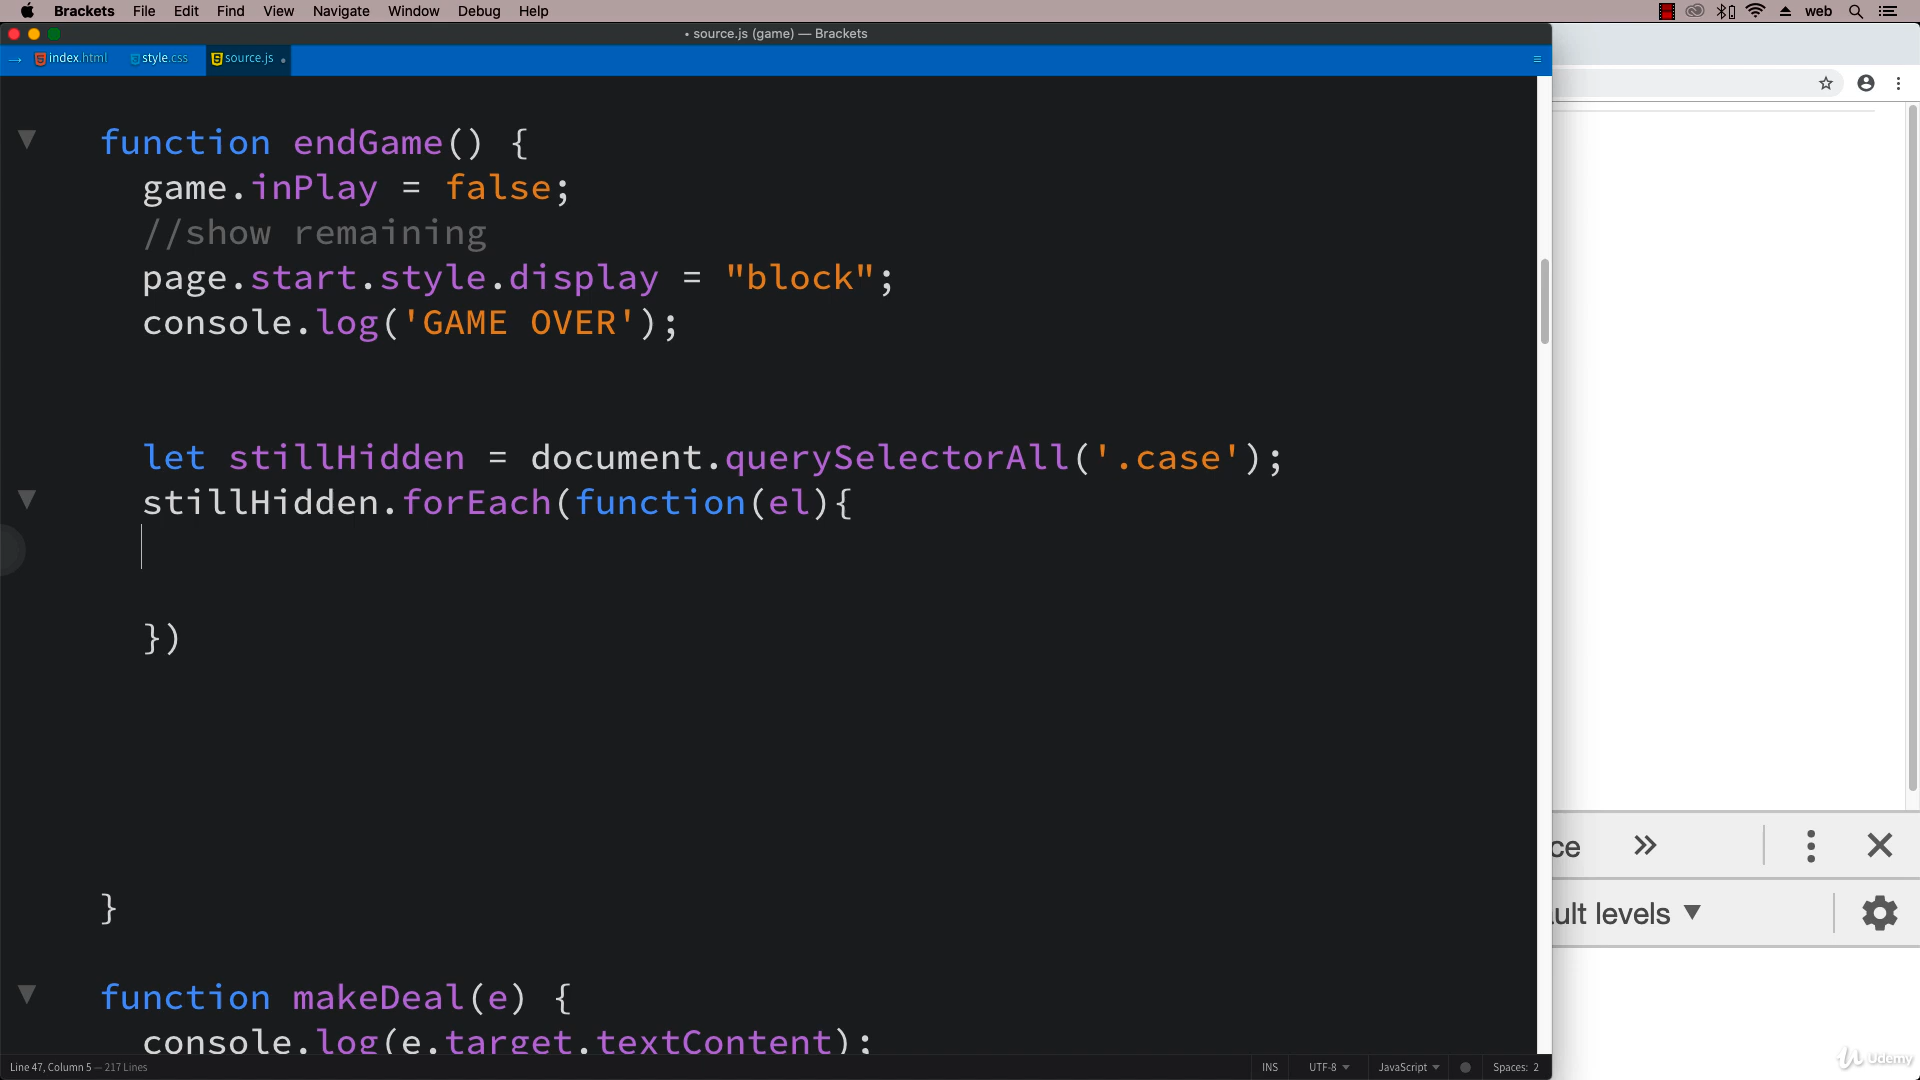 Brackets File Edit Find View Navigate Window Debug Help web
• source.js (game) — Brackets
index.html style.css source.js
function endGame() {
game.inPlay = false;
//show remaining
page.start.style.display = "block";
console.log('GAME OVER');
let stillHidden = document.querySelectorAll('.case');
stillHidden.forEach(function(el){
})
}
function makeDeal(e) {
console.log(e.target.textContent);
ce
ult levels
Line 47, Column 5 — 217 Lines
INS UTF-8 JavaScript Spaces: 2
Udemy